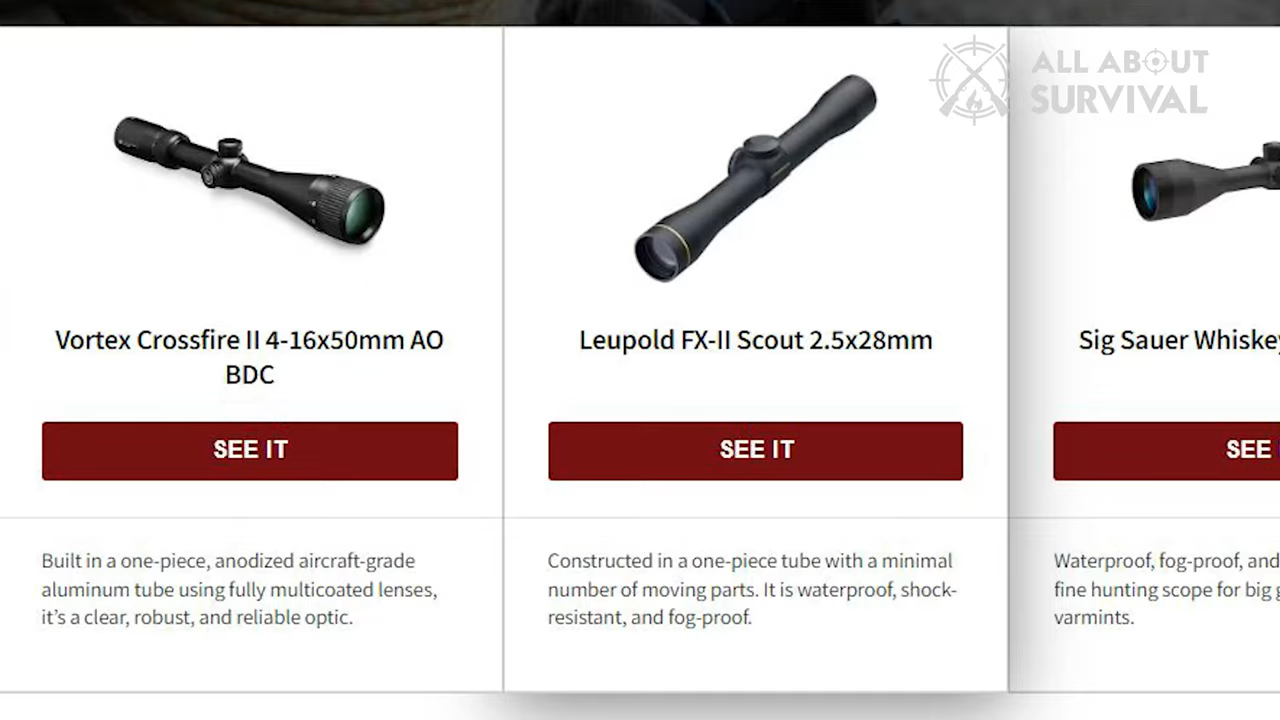 ALL ABOUT
SURVIVAL
Vortex Crossfire II 4-16x50mm AO
BDC
SEE IT
Built in a one-piece, anodized aircraft-grade
aluminum tube using fully multicoated lenses,
it's a clear, robust, and reliable optic.
Leupold FX-II Scout 2.5x28mm
SEE IT
Constructed in a one-piece tube with a minimal
number of moving parts. It is waterproof, shock-
resistant, and fog-proof.
Sig Sauer Whiskey
SEE
Waterproof, fog-proof, and
fine hunting scope for big
varmints.